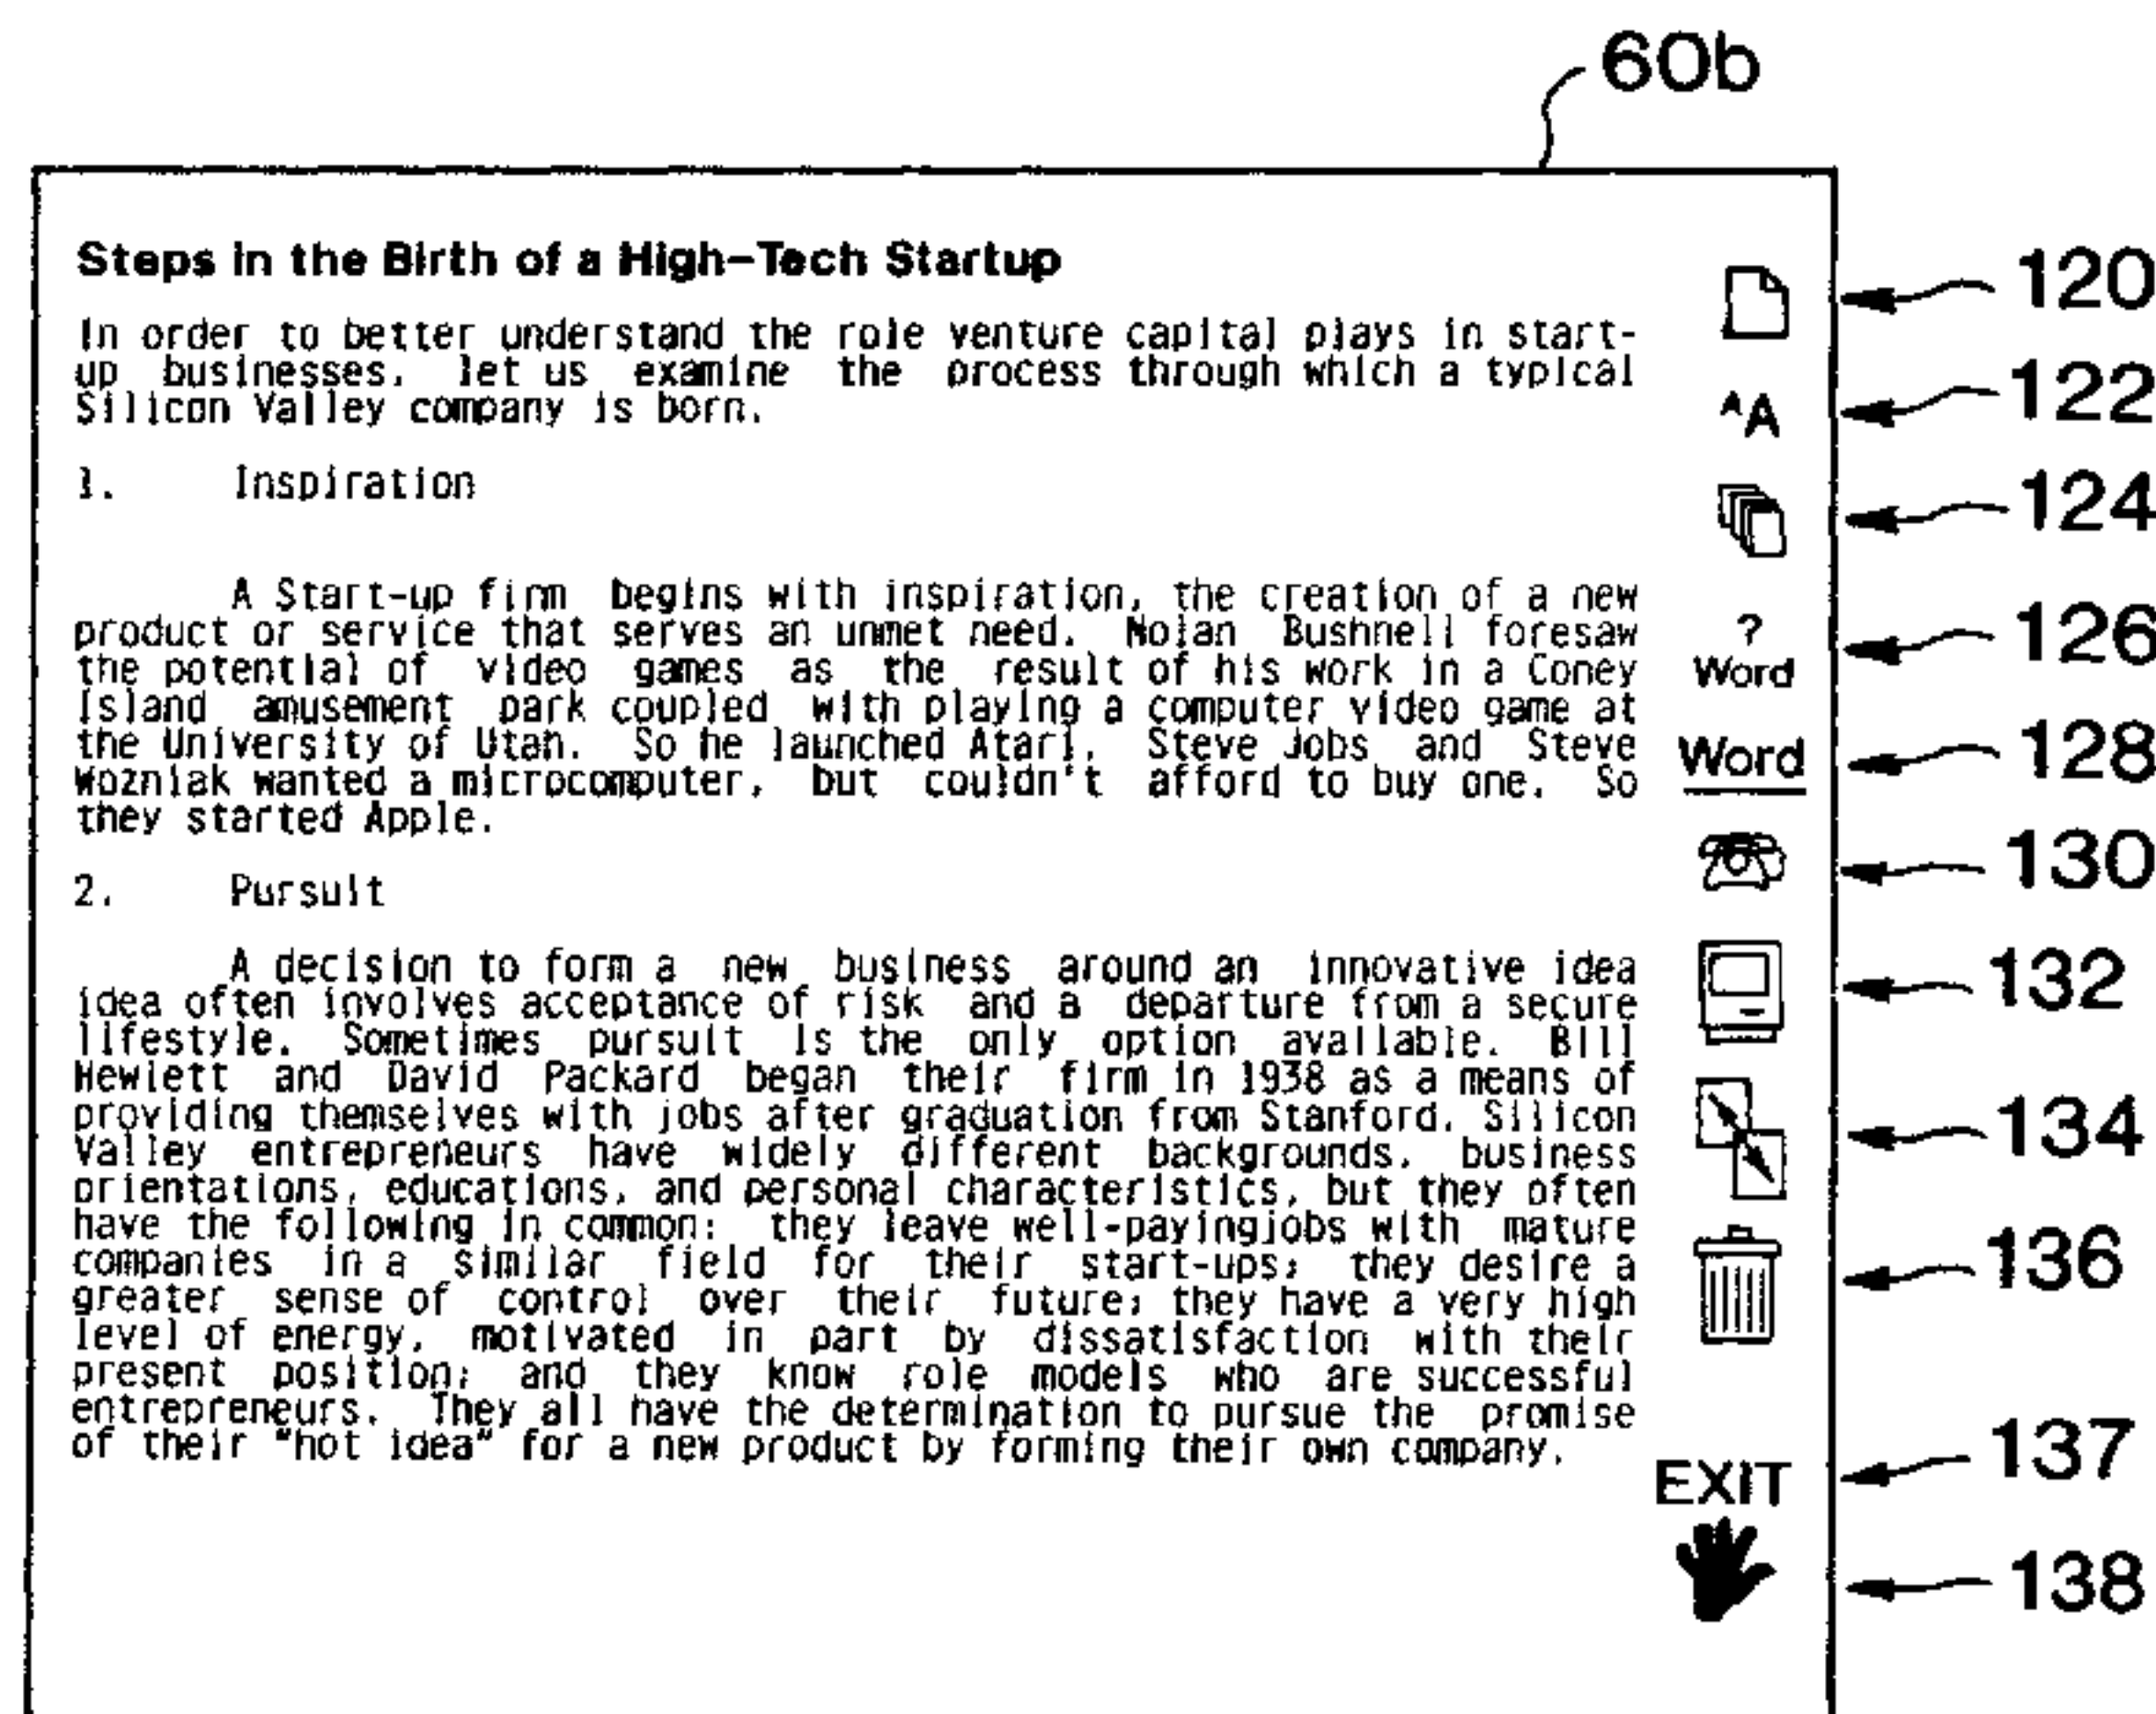 60b
Steps in the Birth of a High-Tech Startup
In order to better understand the role venture capital plays in start-
up businesses, let us examine the process through which a typical
Silicon Valley company is born.
1. Inspiration
A Start-up firm begins with inspiration, the creation of a new
product or service that serves an unmet need. Nolan Bushnell foresaw
the potential of video games as the result of his work in a Coney
Island amusement park coupled with playing a computer video game at
the University of Utah. So he launched Atari. Steve Jobs and Steve
Wozniak wanted a microcomputer, but couldn't afford to buy one. So
they started Apple.
2. Pursuit
A decision to form a new business around an innovative idea
idea often involves acceptance of risk and a departure from a secure
lifestyle. Sometimes pursuit is the only option available. Bill
Hewlett and David Packard began their firm in 1938 as a means of
providing themselves with jobs after graduation from Stanford. Silicon
Valley entrepreneurs have widely different backgrounds, business
orientations, educations, and personal characteristics, but they often
have the following in common: they leave well-payingjobs with mature
companies in a similar field for their start-ups; they desire a
greater sense of control over their future; they have a very high
level of energy, motivated in part by dissatisfaction with their
present position; and they know role models who are successful
entrepreneurs. They all have the determination to pursue the promise
of their "hot idea" for a new product by forming their own company.
120
AA
122
124
?
Word
126
Word
128
130
132
134
136
EXIT
137
138